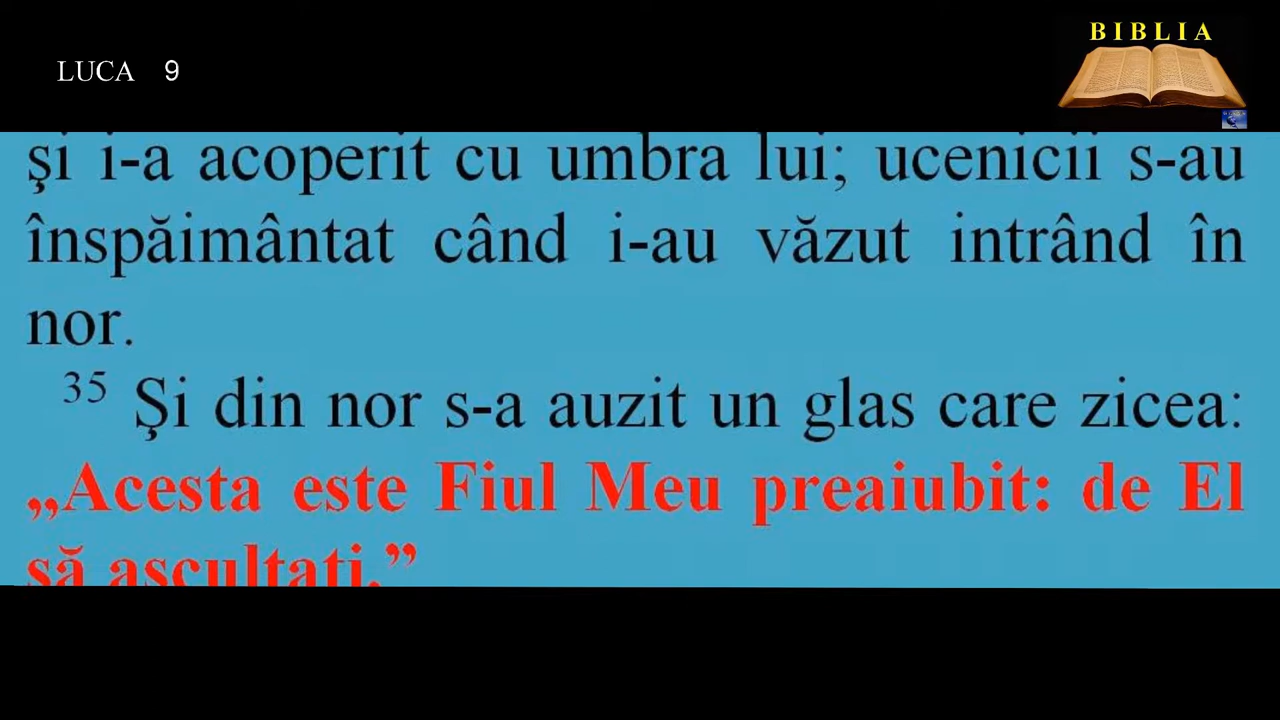 BIBLIA
LUCA 9
şi i-a acoperit cu umbra lui; ucenicii s-au
înspăimântat când i-au văzut intrând în
nor.
35 Şi din nor s-a auzit un glas care zicea:
„Acesta este Fiul Meu preaiubit: de El
să ascultaţi.”